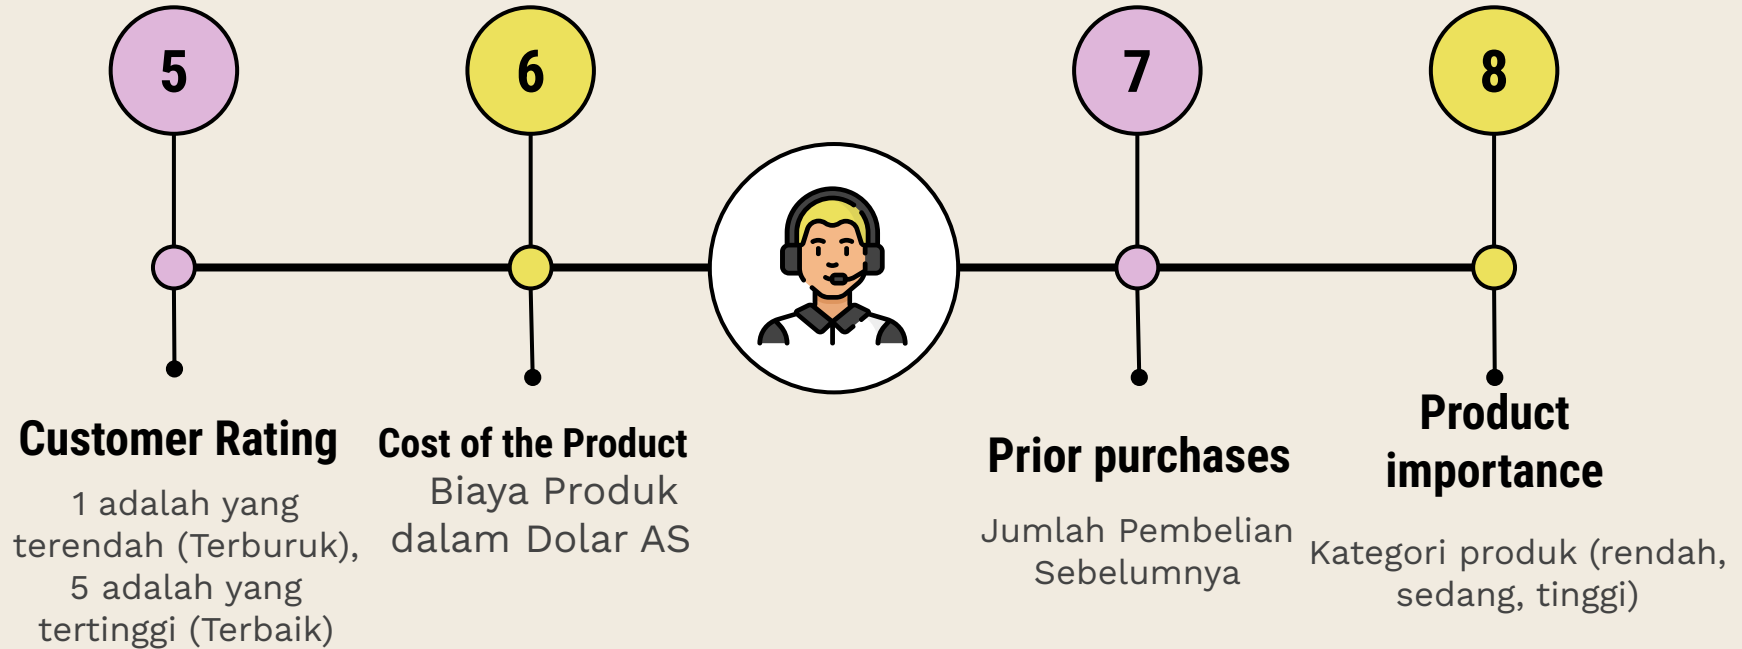 5
Customer Rating
1 adalah yang
terendah (Terburuk),
5 adalah yang
tertinggi (Terbaik)
6
Cost of the Product
Biaya Produk
dalam Dolar AS
7
Prior purchases
Jumlah Pembelian
Sebelumnya
8
Product
importance
Kategori produk (rendah,
sedang, tinggi)